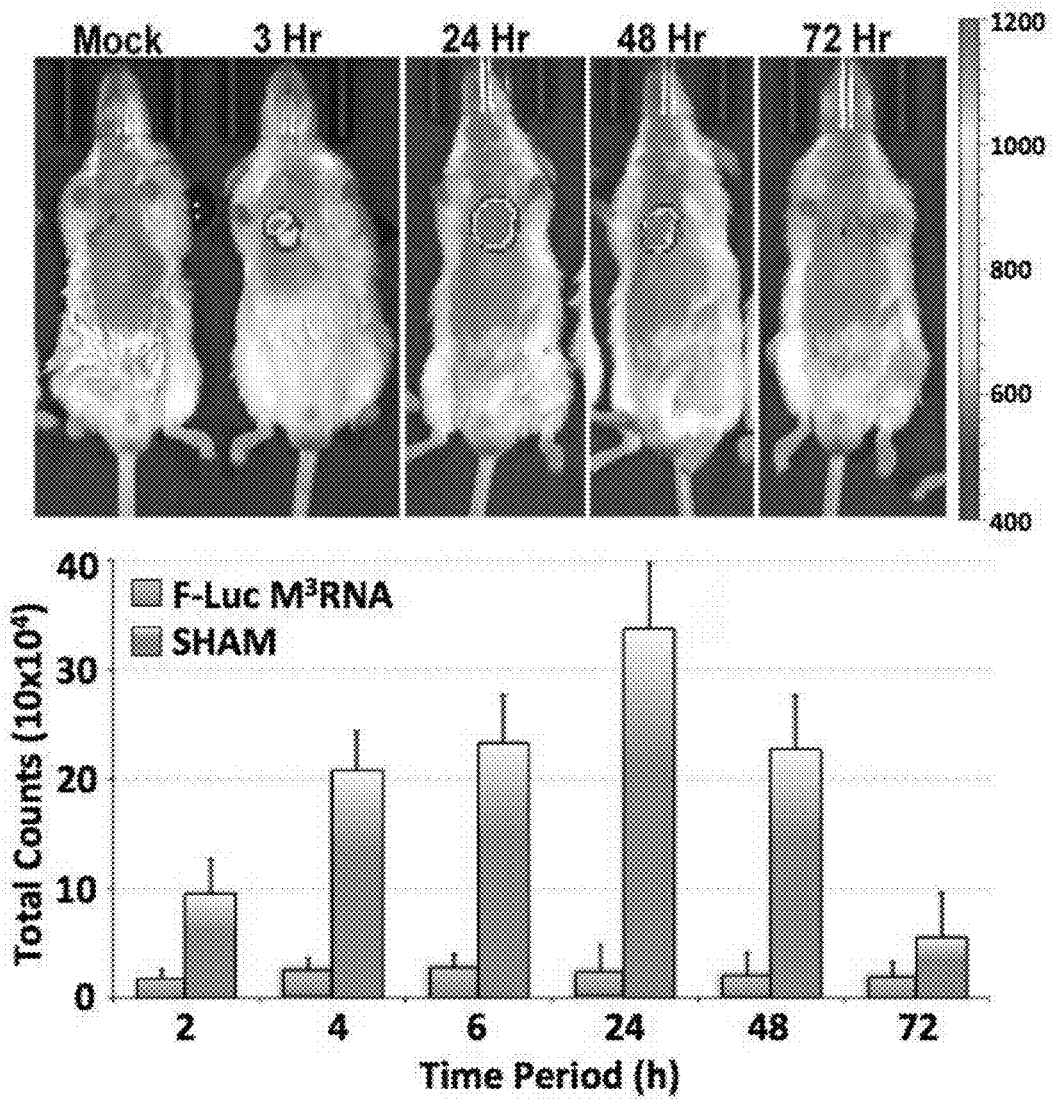 Mock 3 Hr 24 Hr 48 Hr 72 Hr
1200
1000
800
600
400
40
30
20
10
0
F-Luc M³RNA
SHAM
Total Counts (10x10⁴)
2 4 6 24 48 72
Time Period (h)